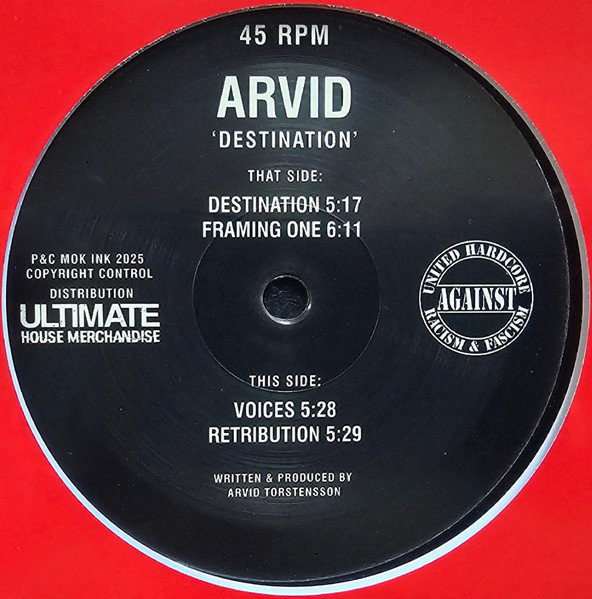 45 RPM
ARVID
‘DESTINATION’
THAT SIDE:
DESTINATION 5:17
FRAMING ONE 6:11
P&C MOK INK 2025
COPYRIGHT CONTROL
DISTRIBUTION
ULTIMATE
HOUSE MERCHANDISE
UNITED HARDCORE
AGAINST
RACISM & FASCISM
THIS SIDE:
VOICES 5:28
RETRIBUTION 5:29
WRITTEN & PRODUCED BY
ARVID TORSTENSSON